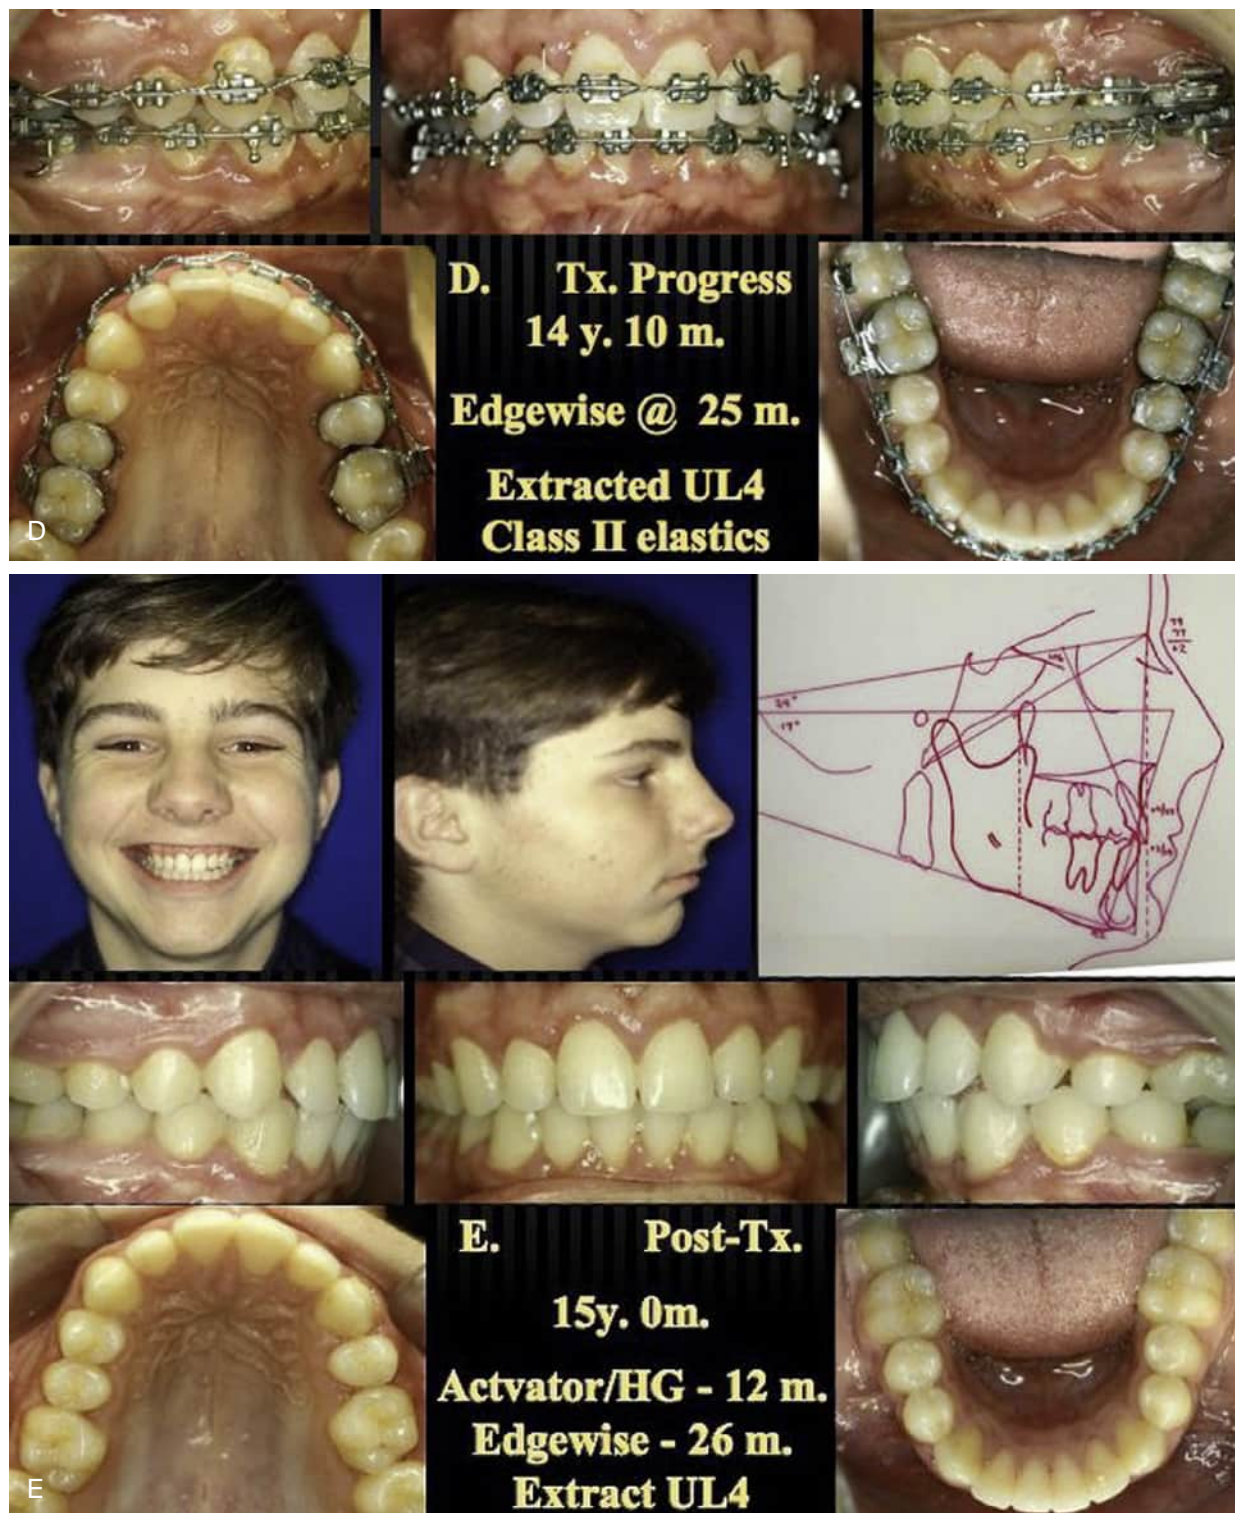 D. Tx. Progress
14 y. 10 m.
Edgewise @ 25 m.
Extracted UL4
Class II elastics
D
E. Post-Tx.
15y. 0m.
Actvator/HG - 12 m.
Edgewise - 26 m.
Extract UL4
E